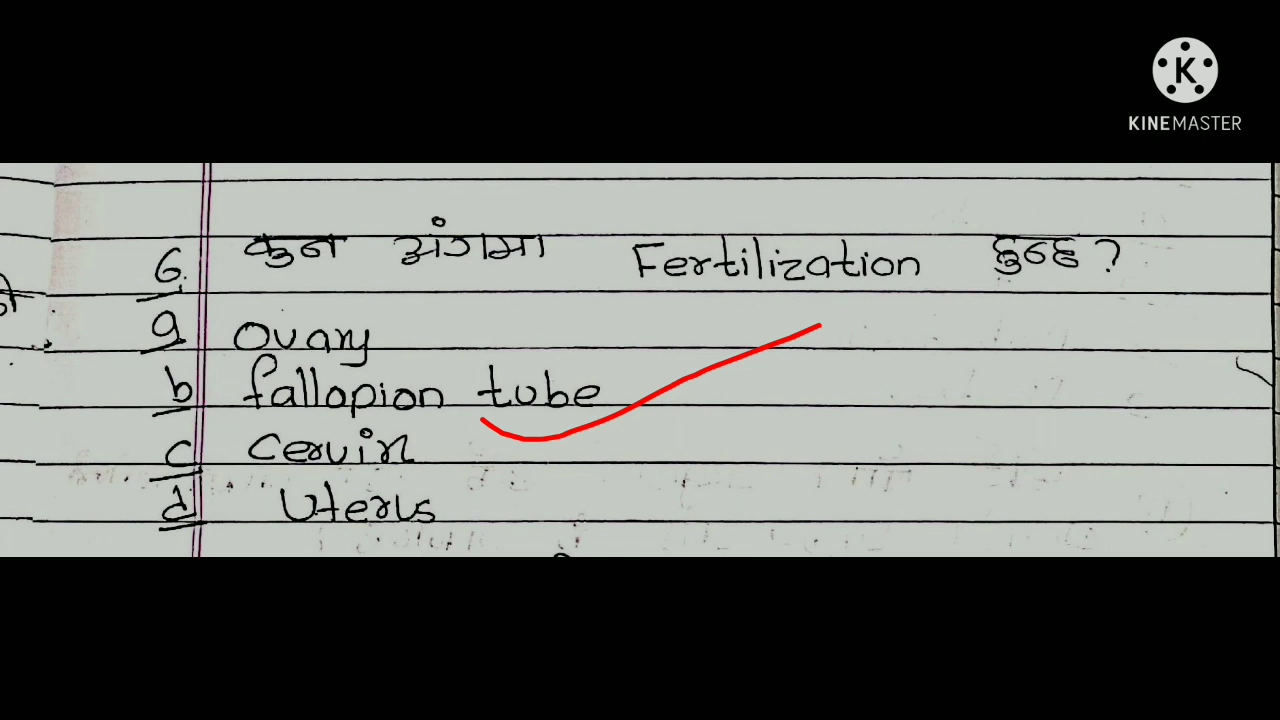 KINEMASTER
6. कुन अंगमा Fertilization हुन्छ ?
a Ovary
b fallopion tube
c Cervix
d Uterus